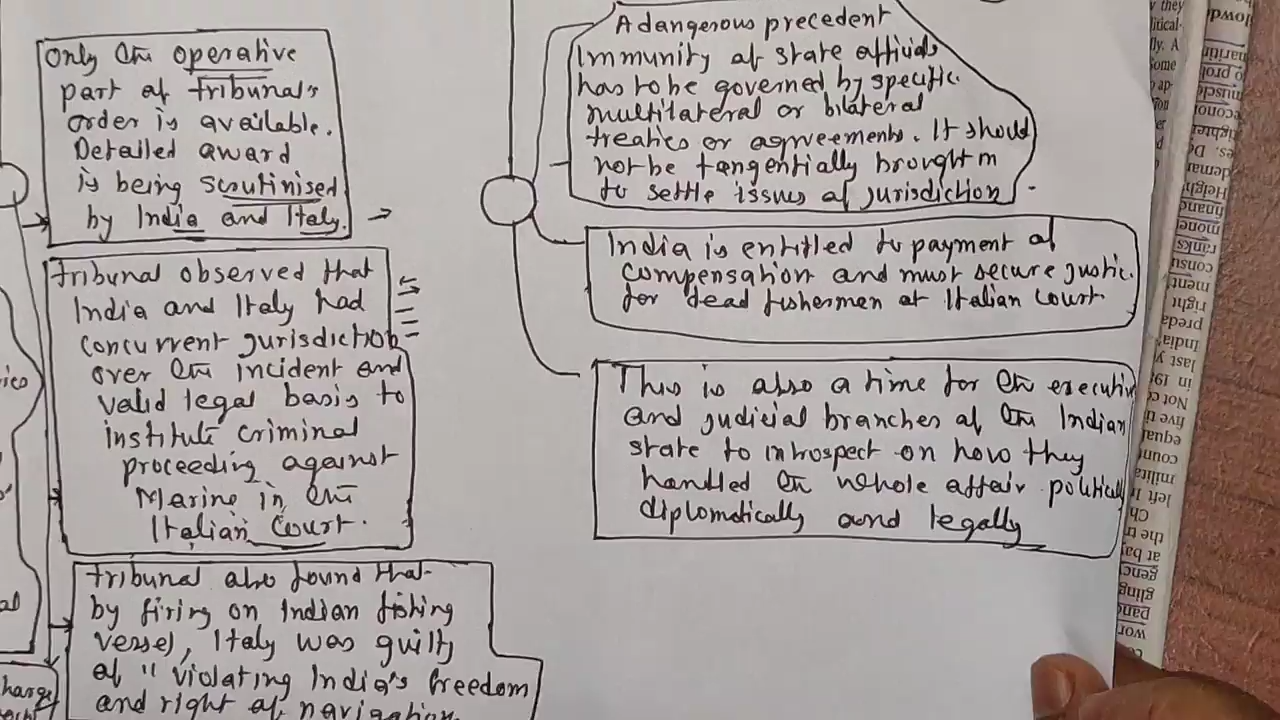 Only the operative
part of tribunal's
order is available.
Detailed award
is being scrutinised
by India and Italy.
tribunal observed that
India and Italy had
concurrent jurisdiction
over the incident and
valid legal basis to
institute criminal
proceeding against
Marine in the
Italian Court.
tribunal also found that
by firing on Indian fishing
vessel, Italy was guilty
of "violating India's freedom
and right of navigation
A dangerous precedent
Immunity of state officials
has to be governed by specific
multilateral or bilateral
treaties or agreements. It should
not be tangentially brought in
to settle issues of jurisdiction
India is entitled to payment of
compensation and must secure justice
for dead fishermen at Italian Court.
This is also a time for the executive
and judicial branches of the Indian
state to introspect on how they
handled the whole affair politically
diplomatically and legally